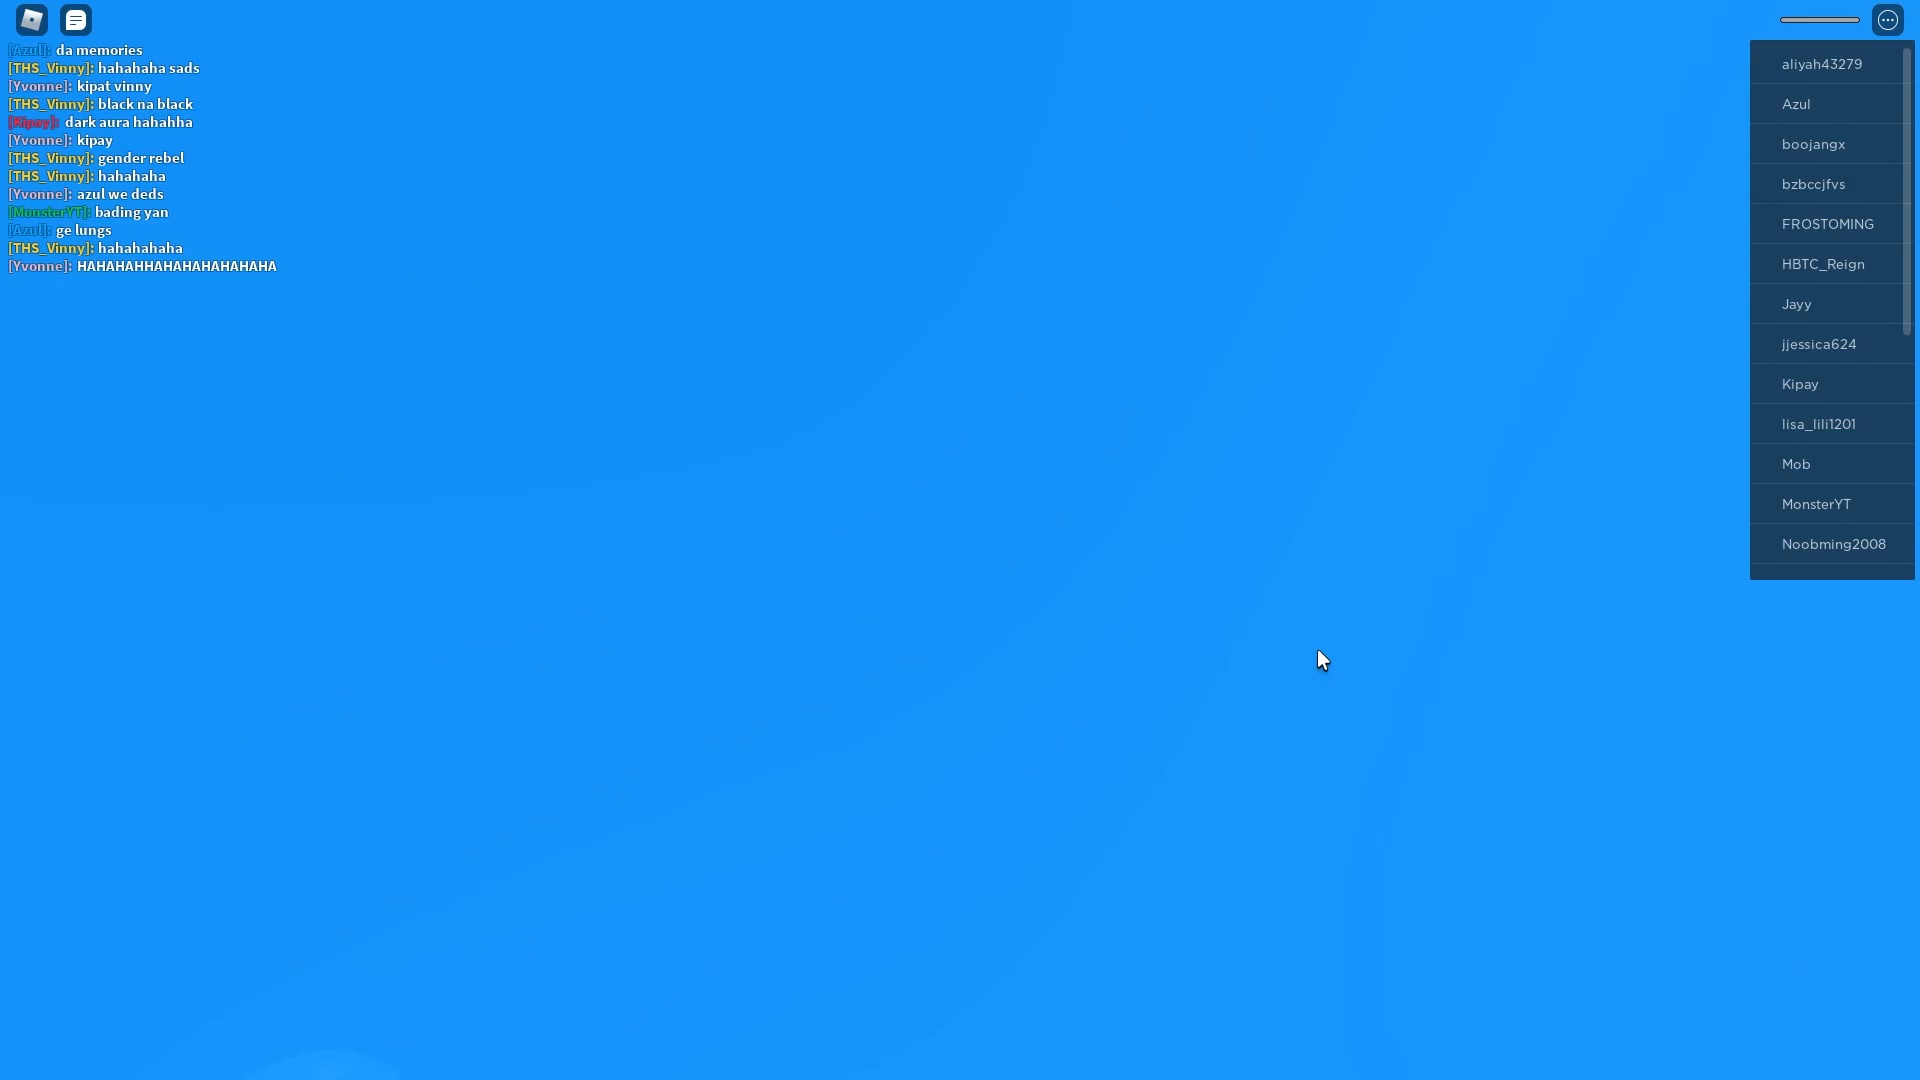 [Azul]: da memories
[THS_Vinny]: hahahaha sads
[Yvonne]: kipat vinny
[THS_Vinny]: black na black
[Kipay]: dark aura hahahha
[Yvonne]: kipay
[THS_Vinny]: gender rebel
[THS_Vinny]: hahahaha
[Yvonne]: azul we deds
[MonsterYT]: bading yan
[Azul]: ge lungs
[THS_Vinny]: hahahahaha
[Yvonne]: HAHAHAHHAHAHAHAHAHAHA
aliyah43279
Azul
boojangx
bzbccjfvs
FROSTOMING
HBTC_Reign
Jayy
jjessica624
Kipay
lisa_lili1201
Mob
MonsterYT
Noobming2008